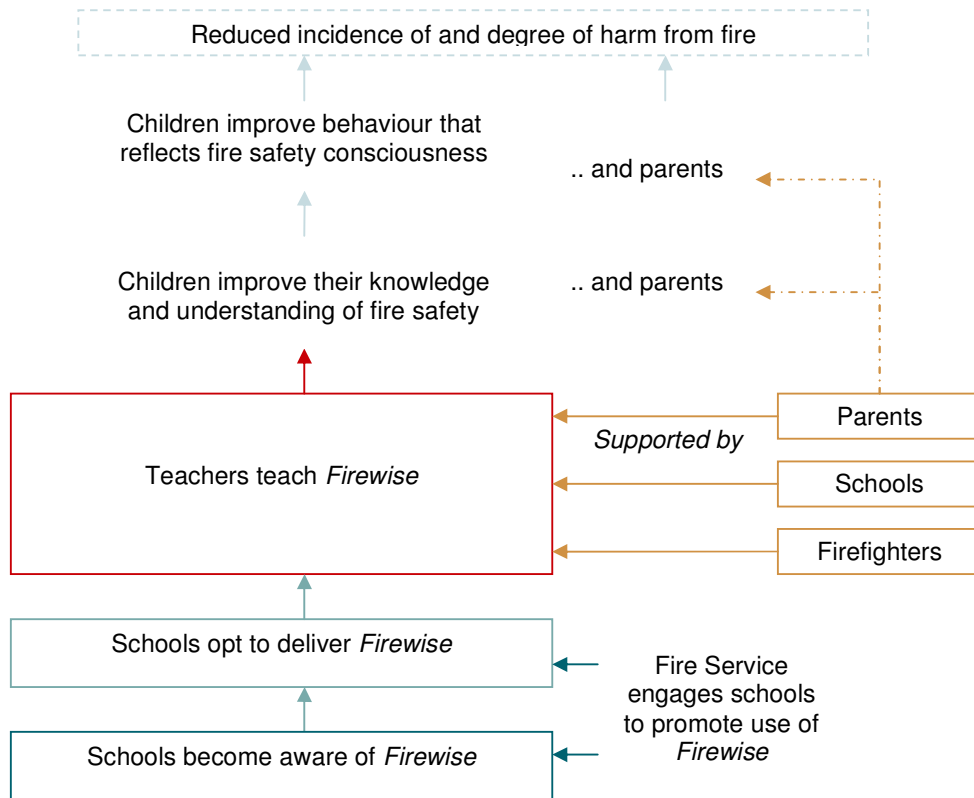 Reduced incidence of and degree of harm from fire
Children improve behaviour that
reflects fire safety consciousness
.. and parents
Children improve their knowledge
and understanding of fire safety
.. and parents
Teachers teach Firewise
Supported by
Parents
Schools
Firefighters
Schools opt to deliver Firewise
Schools become aware of Firewise
Fire Service
engages schools
to promote use of
Firewise